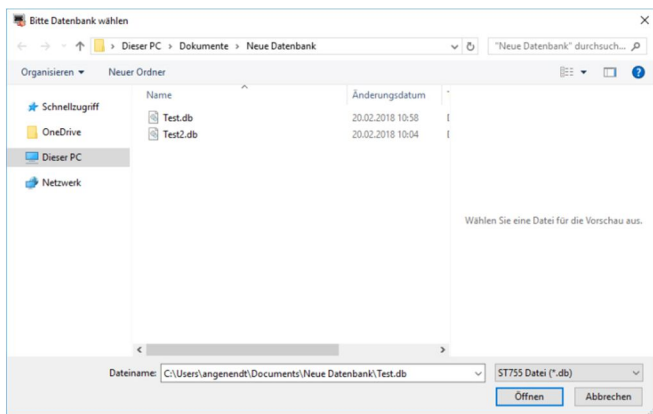 Bitte Datenbank wählen
Dieser PC > Dokumente > Neue Datenbank
"Neue Datenbank" durchsuch...
Organisieren
Neuer Ordner
Name
Änderungsdatum
Schnellzugriff
OneDrive
Dieser PC
Netzwerk
Test.db
20.02.2018 10:58
Test2.db
20.02.2018 10:04
Wählen Sie eine Datei für die Vorschau aus.
Dateiname: C:\Users\angenendt\Documents\Neue Datenbank\Test.db
ST755 Datei (*.db)
Öffnen
Abbrechen